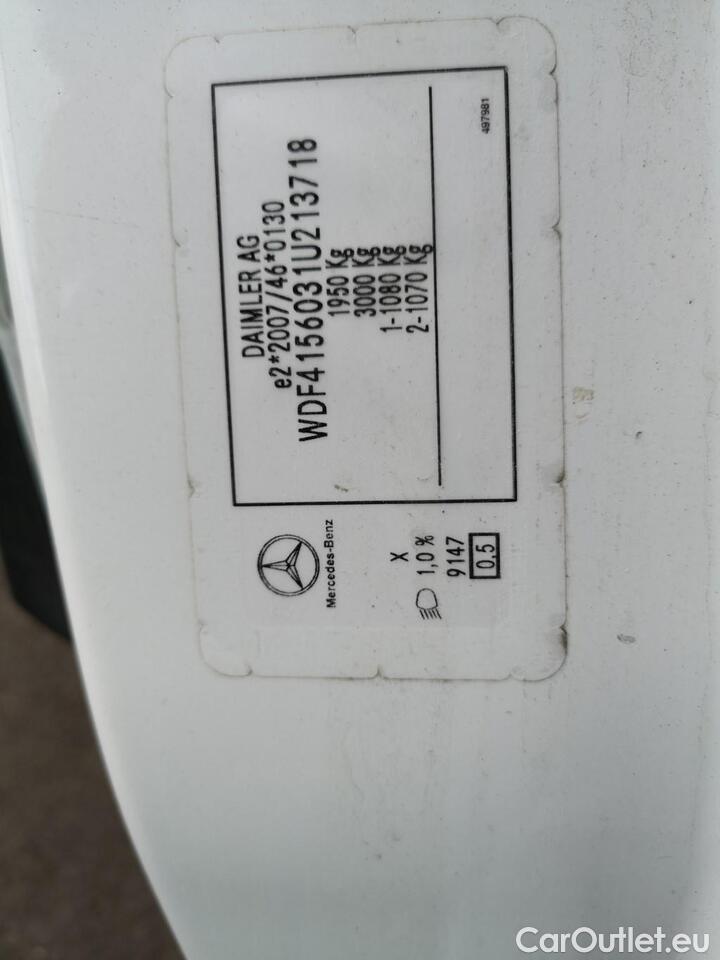 DAIMLER AG
e2*2007/46*0130
WDF4156031U213718
1950 Kg
3000 Kg
1-1080 Kg
2-1070 Kg
497981
Mercedes-Benz
X
1,0 %
9147
0,5
CarOutlet.eu